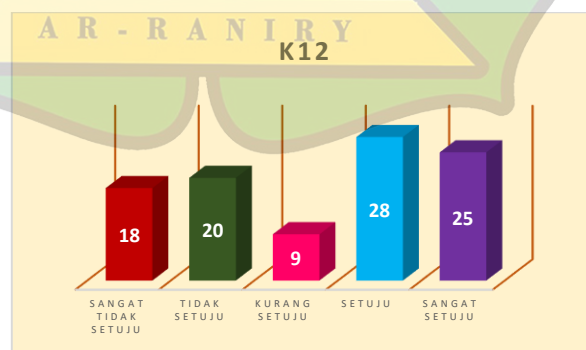 AR-RANIRY
K12
18
20
9
28
25
SANGAT
TIDAK
SETUJU
TIDAK
SETUJU
KURANG
SETUJU
SETUJU
SANGAT
SETUJU